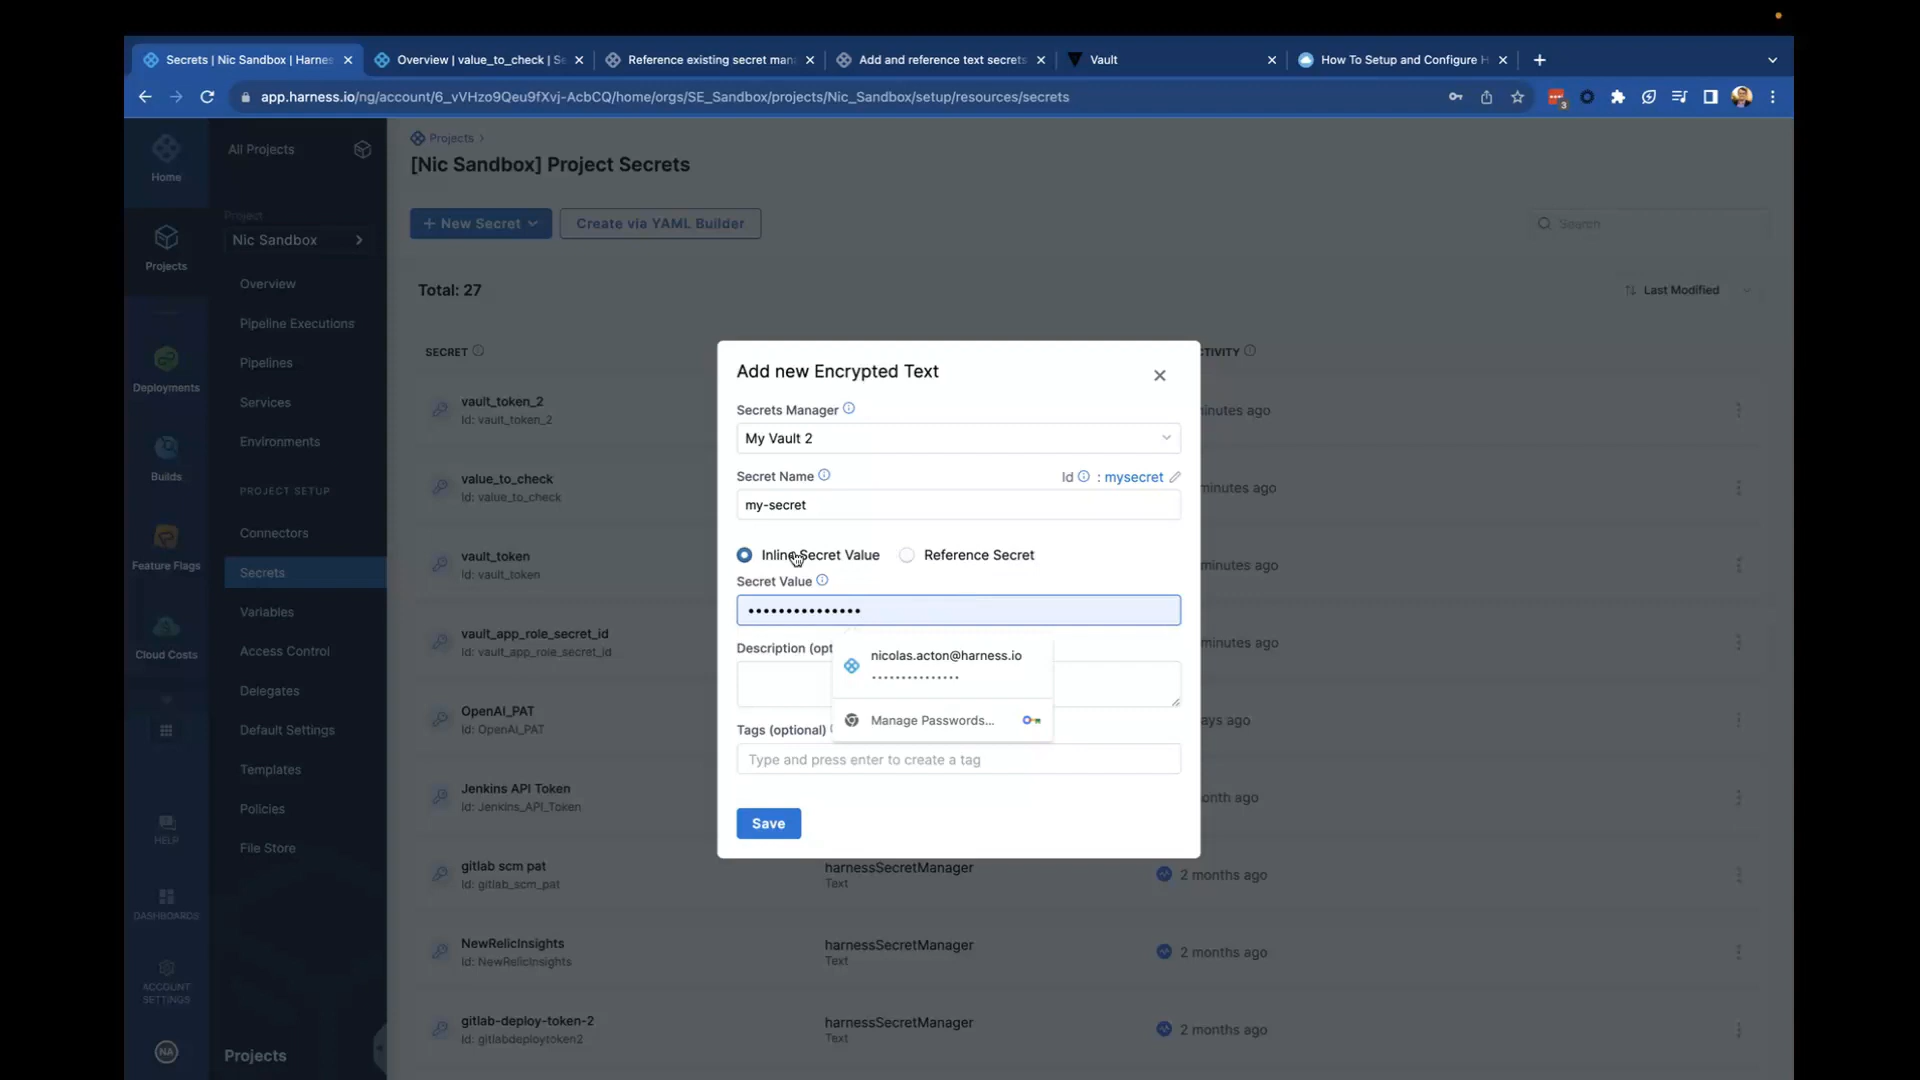 Secrets | Nic Sandbox | Harnes
Overview | value_to_check | Se
Reference existing secret man
Add and reference text secrets
Vault
How To Setup and Configure H
app.harness.io/ng/account/6_vVHzo9Qeu9fXvj-AcbCQ/home/orgs/SE_Sandbox/projects/Nic_Sandbox/setup/resources/secrets
3
Home
Projects
Deployments
Builds
Feature Flags
Cloud Costs
HELP
DASHBOARDS
ACCOUNT
SETTINGS
NA
All Projects
Project
Nic Sandbox
Overview
Pipeline Executions
Pipelines
Services
Environments
PROJECT SETUP
Connectors
Secrets
Variables
Access Control
Delegates
Default Settings
Templates
Policies
File Store
Projects
Projects >
[Nic Sandbox] Project Secrets
+ New Secret
Create via YAML Builder
Search
Total: 27
Last Modified
SECRET
TIVITY
vault_token_2
Id: vault_token_2
inutes ago
value_to_check
Id: value_to_check
minutes ago
vault_token
Id: vault_token
minutes ago
vault_app_role_secret_id
Id: vault_app_role_secret_id
minutes ago
OpenAI_PAT
Id: OpenAI_PAT
ays ago
Jenkins API Token
Id: Jenkins_API_Token
onth ago
gitlab scm pat
Id: gitlab_scm_pat
harnessSecretManager
Text
2 months ago
NewRelicInsights
Id: NewRelicInsights
harnessSecretManager
Text
2 months ago
gitlab-deploy-token-2
Id: gitlabdeploytoken2
harnessSecretManager
Text
2 months ago
Add new Encrypted Text
Secrets Manager
My Vault 2
Secret Name
Id : mysecret
my-secret
Inline Secret Value
Reference Secret
Secret Value
•••••••••••••••
Description (opt
nicolas.acton@harness.io
•••••••••••••••
Manage Passwords...
Tags (optional)
Type and press enter to create a tag
Save